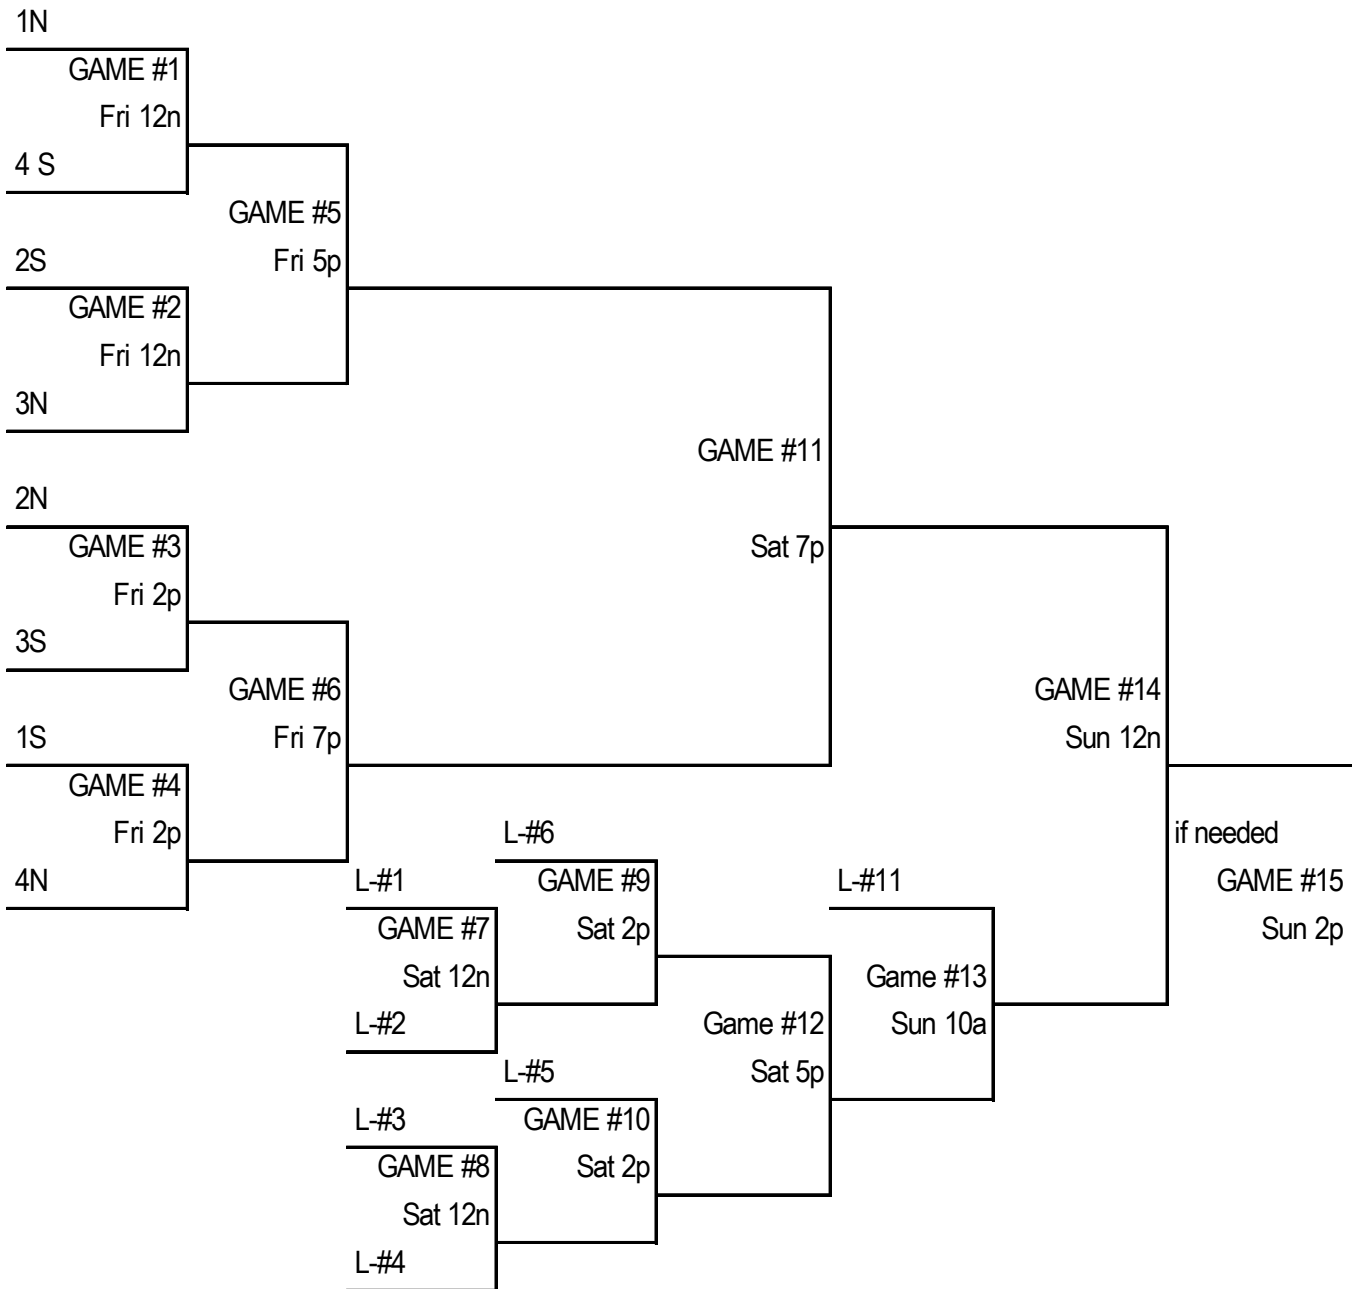 1N
GAME #1
Fri 12n
4 S
GAME #5
2S
Fri 5p
GAME #2
Fri 12n
3N
GAME #11
2N
GAME #3
Sat 7p
Fri 2p
3S
GAME #6
GAME #14
1S
Fri 7p
Sun 12n
GAME #4
Fri 2p
L-#6
if needed
4N
L-#1
GAME #9
L-#11
GAME #15
GAME #7
Sat 2p
Sun 2p
Sat 12n
Game #13
L-#2
Game #12
Sun 10a
L-#5
Sat 5p
L-#3
GAME #10
GAME #8
Sat 2p
Sat 12n
L-#4